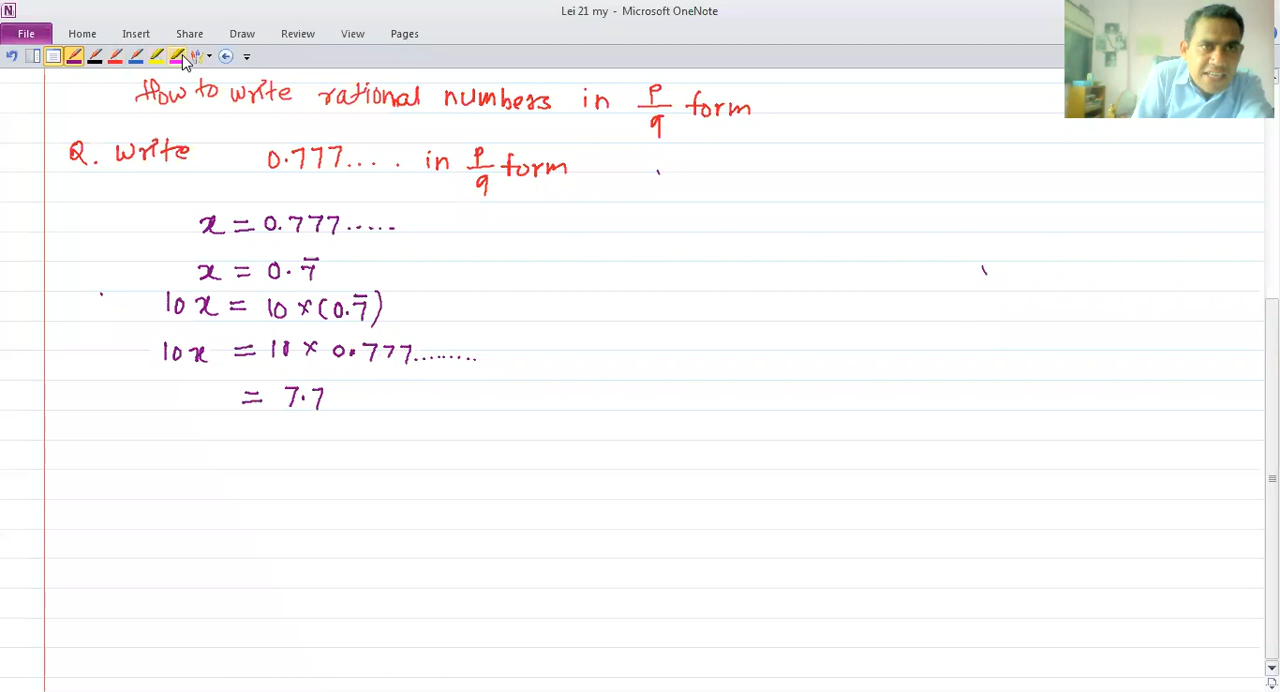 Lei 21 my - Microsoft OneNote
File Home Insert Share Draw Review View Pages
How to write rational numbers in p/q form
Q. Write 0.777.... in p/q form
x = 0.777.....
x = 0.7̄
10x = 10 × (0.7̄)
10x = 10 × 0.777........
= 7.7